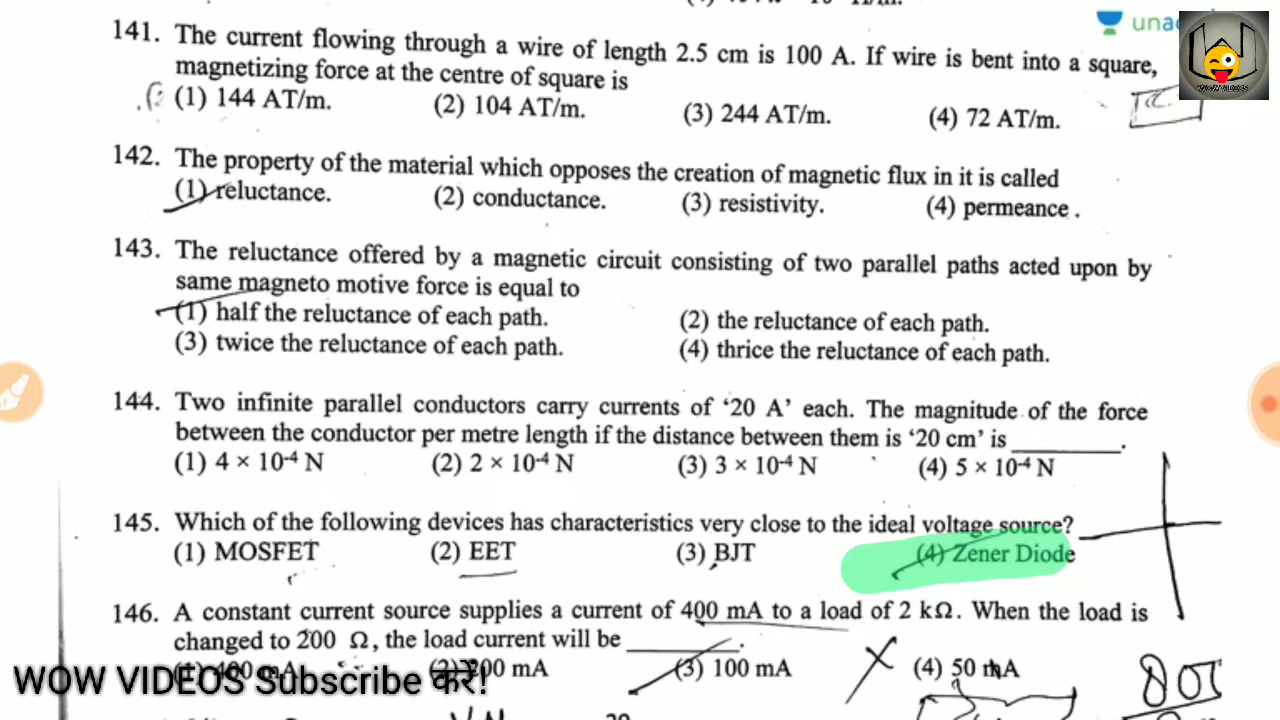 unac
WOW VIDEOS
141. The current flowing through a wire of length 2.5 cm is 100 A. If wire is bent into a square,
magnetizing force at the centre of square is
(1) 144 AT/m. (2) 104 AT/m. (3) 244 AT/m. (4) 72 AT/m.
142. The property of the material which opposes the creation of magnetic flux in it is called
(1) reluctance. (2) conductance. (3) resistivity. (4) permeance .
143. The reluctance offered by a magnetic circuit consisting of two parallel paths acted upon by
same magneto motive force is equal to
(1) half the reluctance of each path. (2) the reluctance of each path.
(3) twice the reluctance of each path. (4) thrice the reluctance of each path.
144. Two infinite parallel conductors carry currents of ‘20 A’ each. The magnitude of the force
between the conductor per metre length if the distance between them is ‘20 cm’ is ________.
(1) 4 × 10⁻⁴ N (2) 2 × 10⁻⁴ N (3) 3 × 10⁻⁴ N (4) 5 × 10⁻⁴ N
145. Which of the following devices has characteristics very close to the ideal voltage source?
(1) MOSFET (2) EET (3) BJT (4) Zener Diode
146. A constant current source supplies a current of 400 mA to a load of 2 kΩ. When the load is
changed to 200 Ω, the load current will be ________.
(1) 400 mA (2) 200 mA (3) 100 mA (4) 50 mA
WOW VIDEOS Subscribe करें!